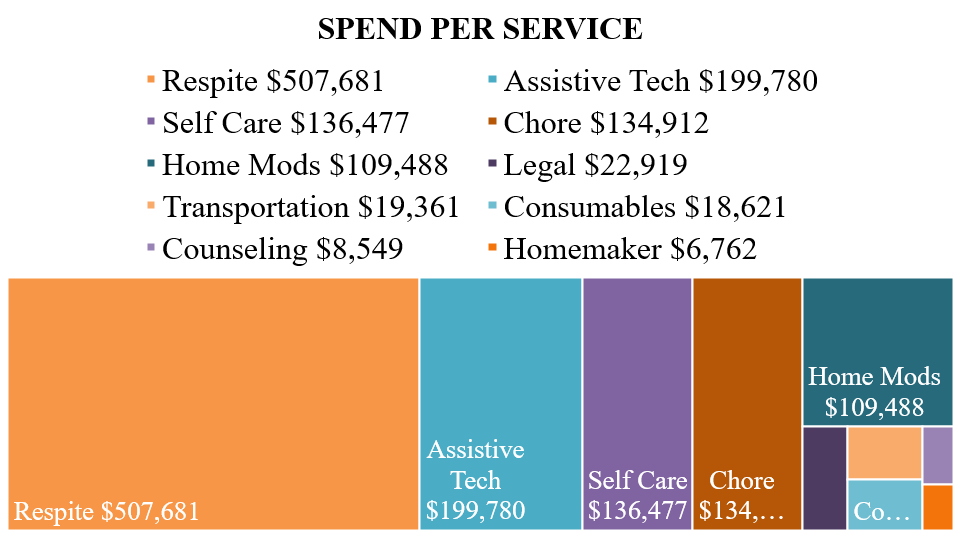 SPEND PER SERVICE
Respite $507,681
Assistive Tech $199,780
Self Care $136,477
Chore $134,912
Home Mods $109,488
Legal $22,919
Transportation $19,361
Consumables $18,621
Counseling $8,549
Homemaker $6,762
Respite $507,681
Assistive
Tech
$199,780
Self Care
$136,477
Chore
$134,...
Home Mods
$109,488
Co...